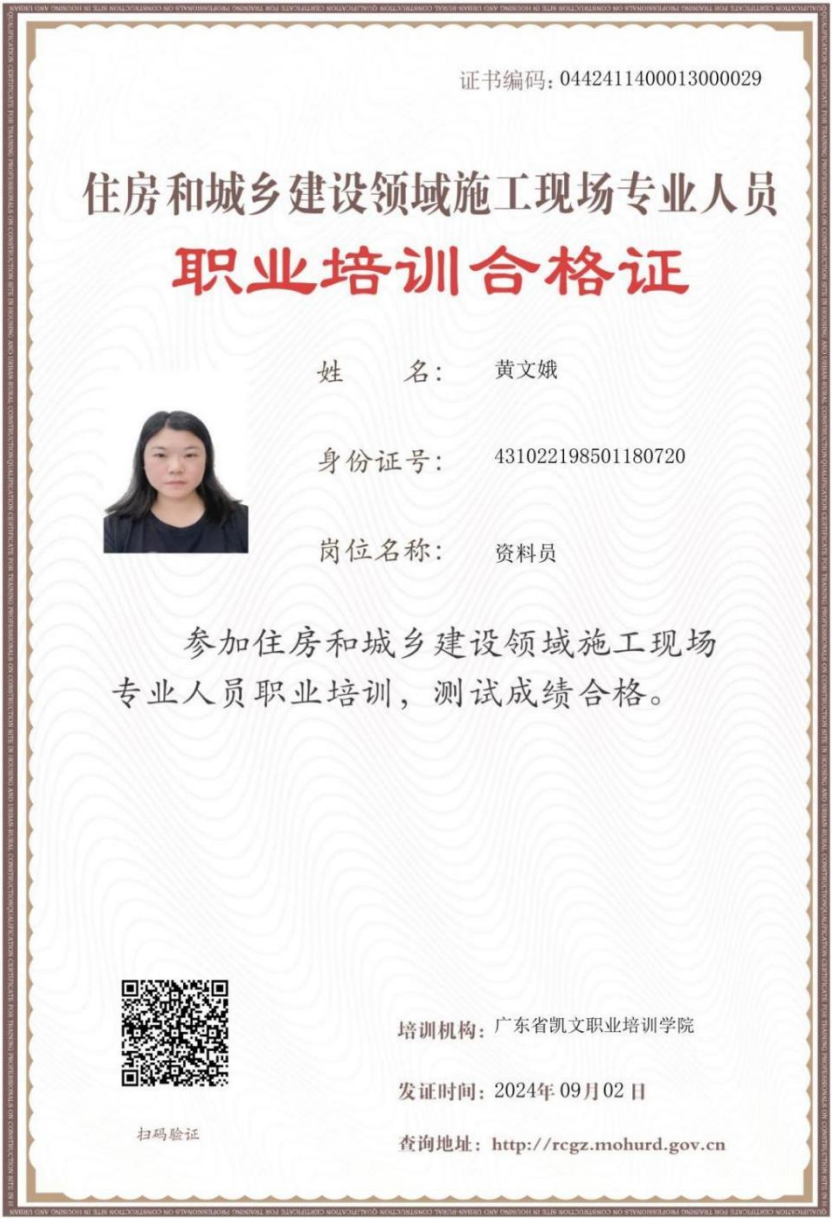 证书编码：0442411400013000029
住房和城乡建设领域施工现场专业人员
职业培训合格证
姓 名： 黄文娥
身份证号： 431022198501180720
岗位名称： 资料员
参加住房和城乡建设领域施工现场
专业人员职业培训，测试成绩合格。
培训机构：广东省凯文职业培训学院
发证时间：2024年09月02日
扫码验证
查询地址：http://rcgz.mohurd.gov.cn